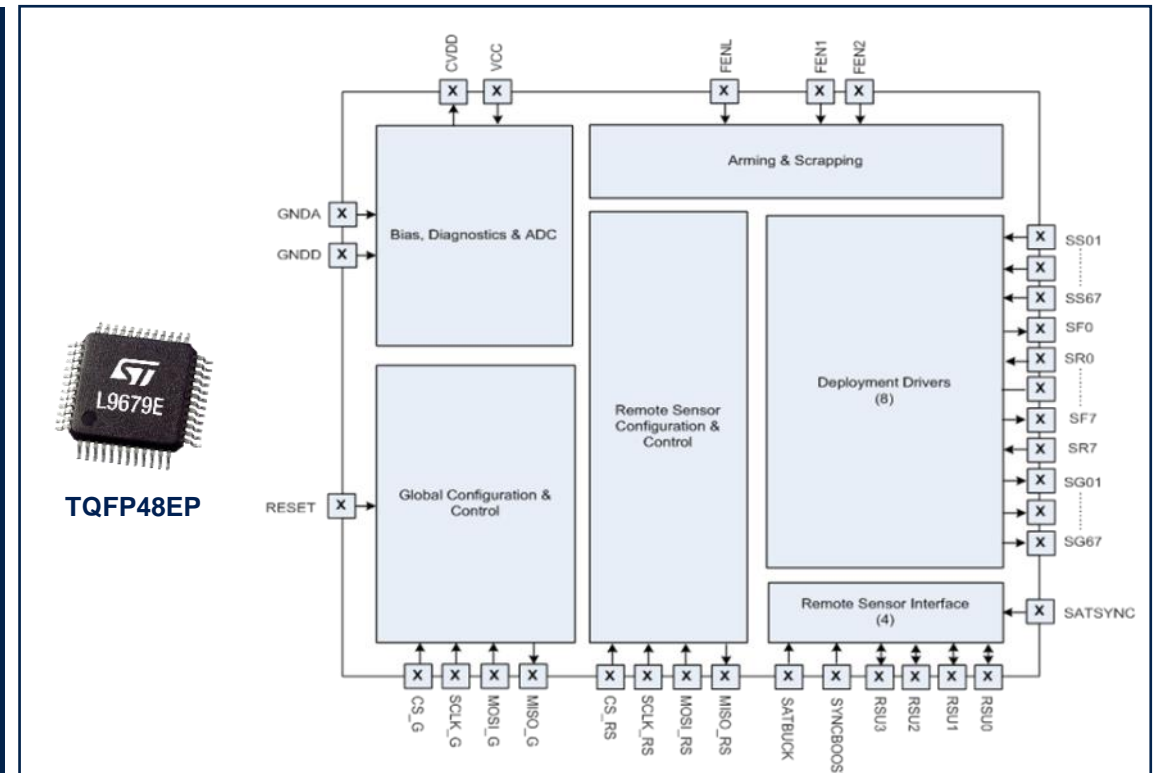 CVDD
VCC
FENL
FEN1
FEN2
X
X
X
X
X
Arming & Scrapping
Bias, Diagnostics & ADC
GNDA
X
GNDD
X
X
SS01
X
X
SS67
X
SF0
X
SR0
X
X
SF7
X
SR7
X
SG01
X
X
SG67
Deployment Drivers
(8)
Remote Sensor
Configuration &
Control
Global Configuration &
Control
RESET
X
Remote Sensor Interface
(4)
X
SATSYNC
X
X
X
X
X
X
X
X
X
X
X
X
X
X
CS_G
SCLK_G
MOSI_G
MISO_G
CS_RS
SCLK_RS
MOSI_RS
MISO_RS
SATBUCK
SYNCBOOS
RSU3
RSU2
RSU1
RSU0
ST
L9679E
TQFP48EP